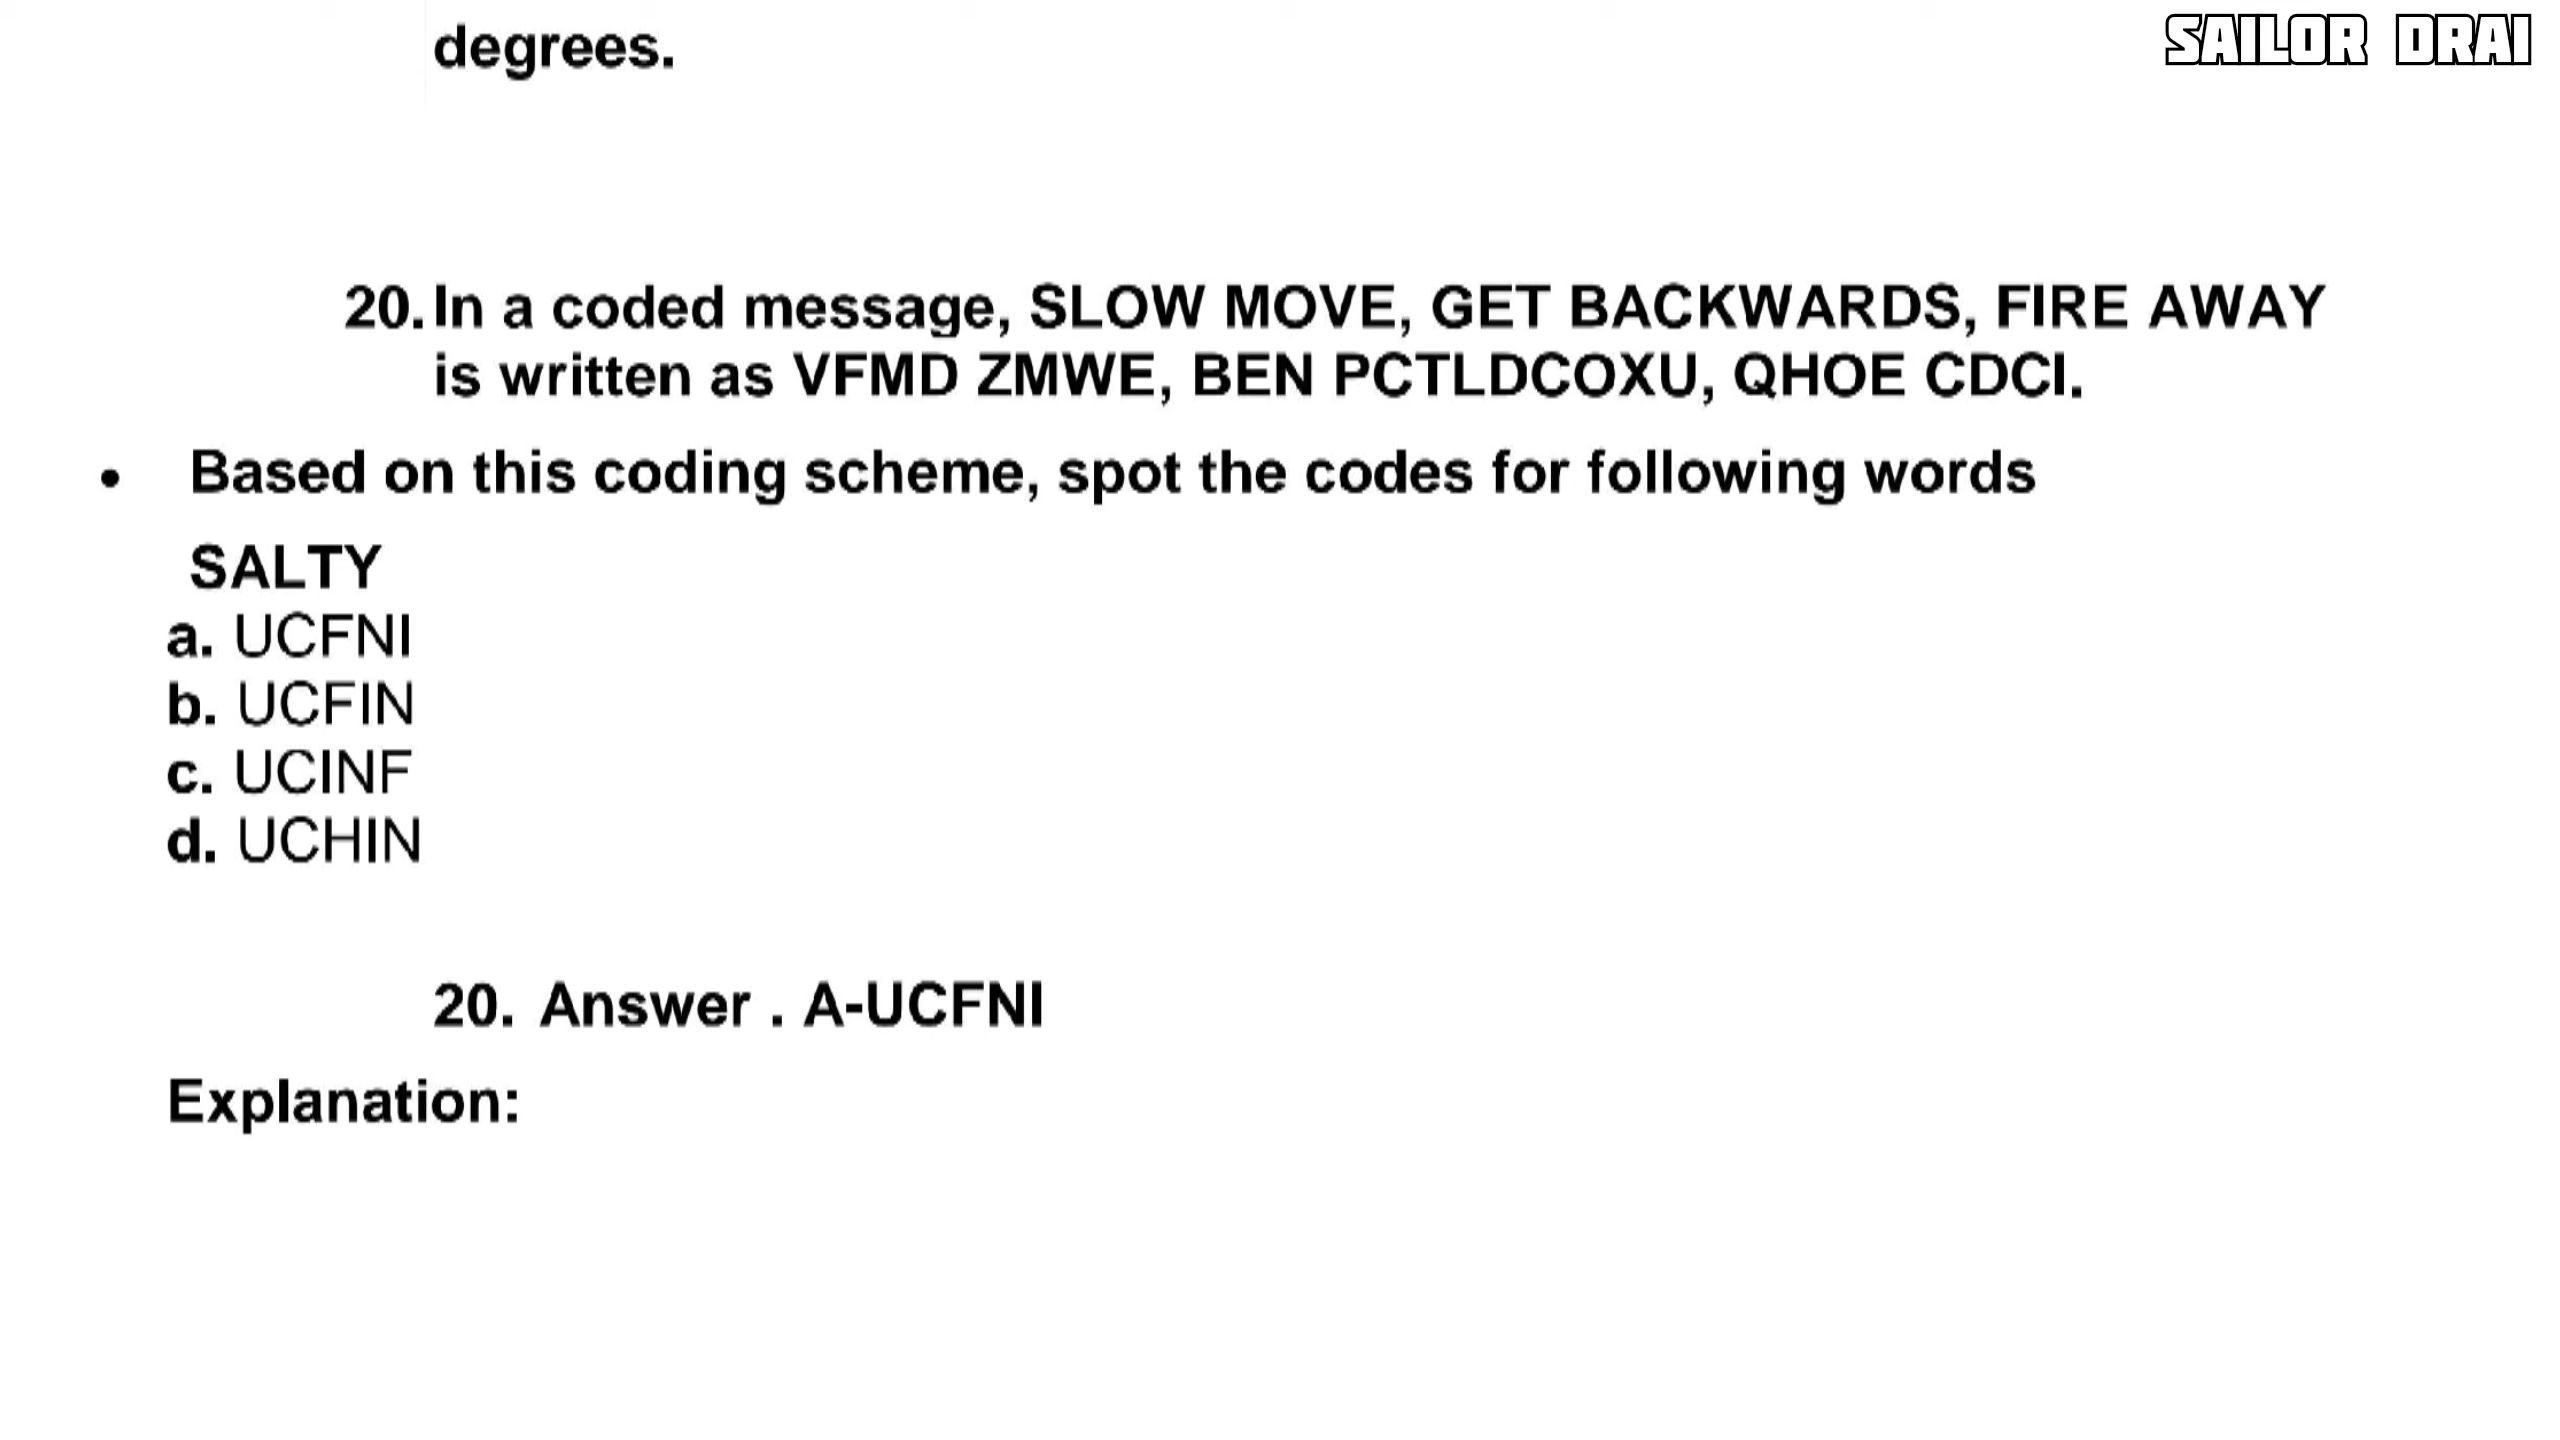 degrees.
SAILOR DRAI
20. In a coded message, SLOW MOVE, GET BACKWARDS, FIRE AWAY
is written as VFMD ZMWE, BEN PCTLDCOXU, QHOE CDCI.
• Based on this coding scheme, spot the codes for following words
SALTY
a. UCFNI
b. UCFIN
c. UCINF
d. UCHIN
20. Answer . A-UCFNI
Explanation: